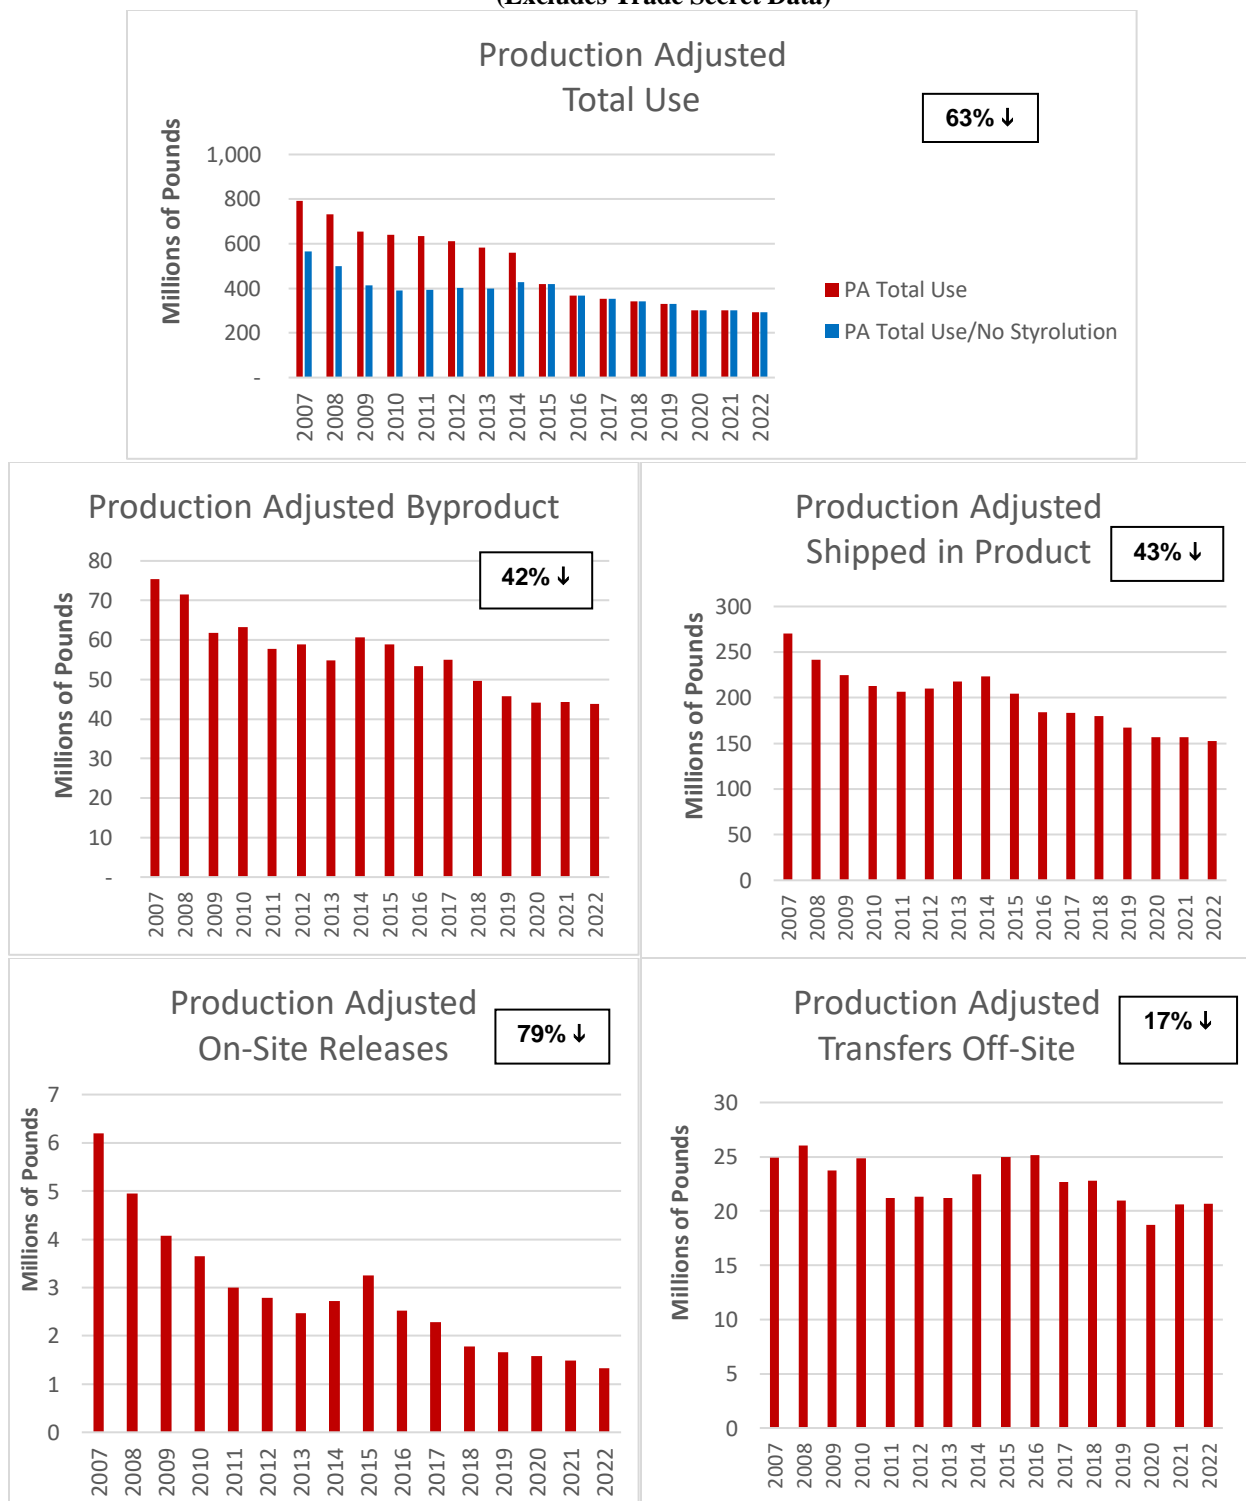 (Excludes Trade Secret Data)
Production Adjusted
Total Use
63% ↓
Millions of Pounds
1,000
800
600
400
200
-
2007 2008 2009 2010 2011 2012 2013 2014 2015 2016 2017 2018 2019 2020 2021 2022
PA Total Use
PA Total Use/No Styrolution
Production Adjusted Byproduct
42% ↓
Millions of Pounds
80
70
60
50
40
30
20
10
-
2007 2008 2009 2010 2011 2012 2013 2014 2015 2016 2017 2018 2019 2020 2021 2022
Production Adjusted
Shipped in Product
43% ↓
Millions of Pounds
300
250
200
150
100
50
0
2007 2008 2009 2010 2011 2012 2013 2014 2015 2016 2017 2018 2019 2020 2021 2022
Production Adjusted
On-Site Releases
79% ↓
Millions of Pounds
7
6
5
4
3
2
1
0
2007 2008 2009 2010 2011 2012 2013 2014 2015 2016 2017 2018 2019 2020 2021 2022
Production Adjusted
Transfers Off-Site
17% ↓
Millions of Pounds
30
25
20
15
10
5
0
2007 2008 2009 2010 2011 2012 2013 2014 2015 2016 2017 2018 2019 2020 2021 2022